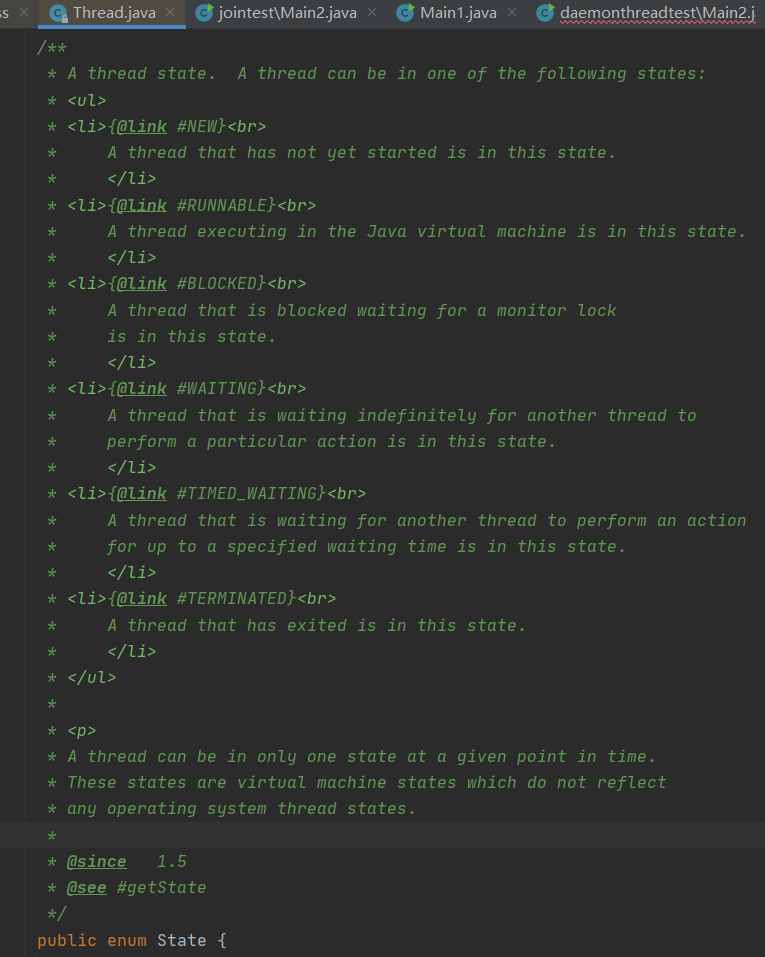 ss Thread.java jointest\Main2.java Main1.java daemonthreadtest\Main2.j
/**
 * A thread state.  A thread can be in one of the following states:
 * <ul>
 * <li>{@link #NEW}<br>
 *     A thread that has not yet started is in this state.
 *     </li>
 * <li>{@link #RUNNABLE}<br>
 *     A thread executing in the Java virtual machine is in this state.
 *     </li>
 * <li>{@link #BLOCKED}<br>
 *     A thread that is blocked waiting for a monitor lock
 *     is in this state.
 *     </li>
 * <li>{@link #WAITING}<br>
 *     A thread that is waiting indefinitely for another thread to
 *     perform a particular action is in this state.
 *     </li>
 * <li>{@link #TIMED_WAITING}<br>
 *     A thread that is waiting for another thread to perform an action
 *     for up to a specified waiting time is in this state.
 *     </li>
 * <li>{@link #TERMINATED}<br>
 *     A thread that has exited is in this state.
 *     </li>
 * </ul>
 *
 * <p>
 * A thread can be in only one state at a given point in time.
 * These states are virtual machine states which do not reflect
 * any operating system thread states.
 *
 * @since   1.5
 * @see #getState
 */
public enum State {